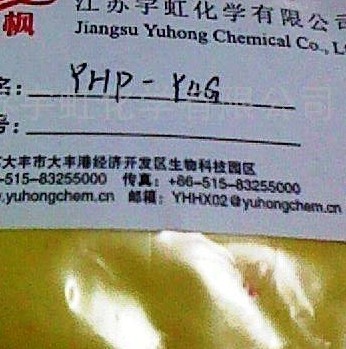 枫 江苏宇虹化学有限公司
Jiangsu Yuhong Chemical Co., L
名: YHP-
号:
大丰市大丰港经济开发区生物科技园区
-515-83255000 传真: +86-515-83255000
.yuhongchem.cn 邮箱: YHHX02@yuhongchem.cn